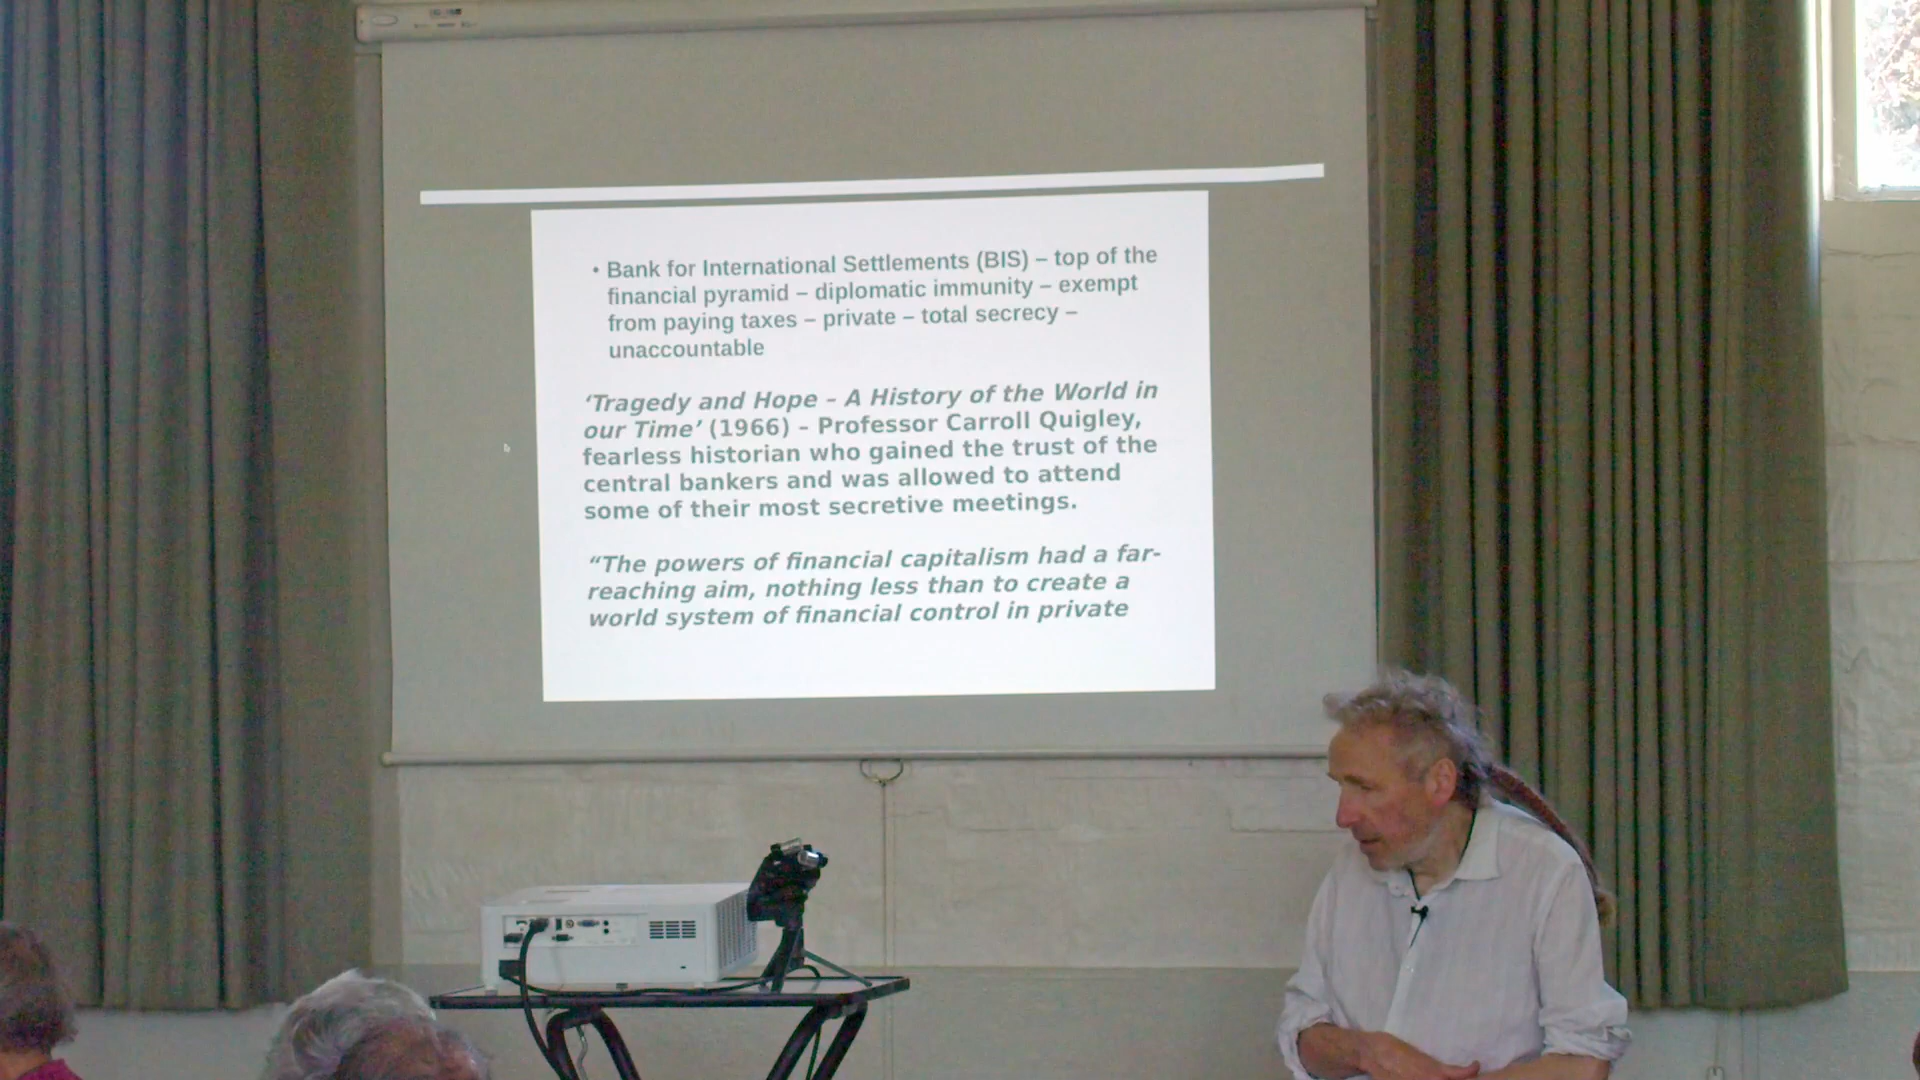 • Bank for International Settlements (BIS) – top of the
financial pyramid – diplomatic immunity – exempt
from paying taxes – private – total secrecy –
unaccountable
‘Tragedy and Hope – A History of the World in
our Time’ (1966) – Professor Carroll Quigley,
fearless historian who gained the trust of the
central bankers and was allowed to attend
some of their most secretive meetings.
“The powers of financial capitalism had a far-
reaching aim, nothing less than to create a
world system of financial control in private